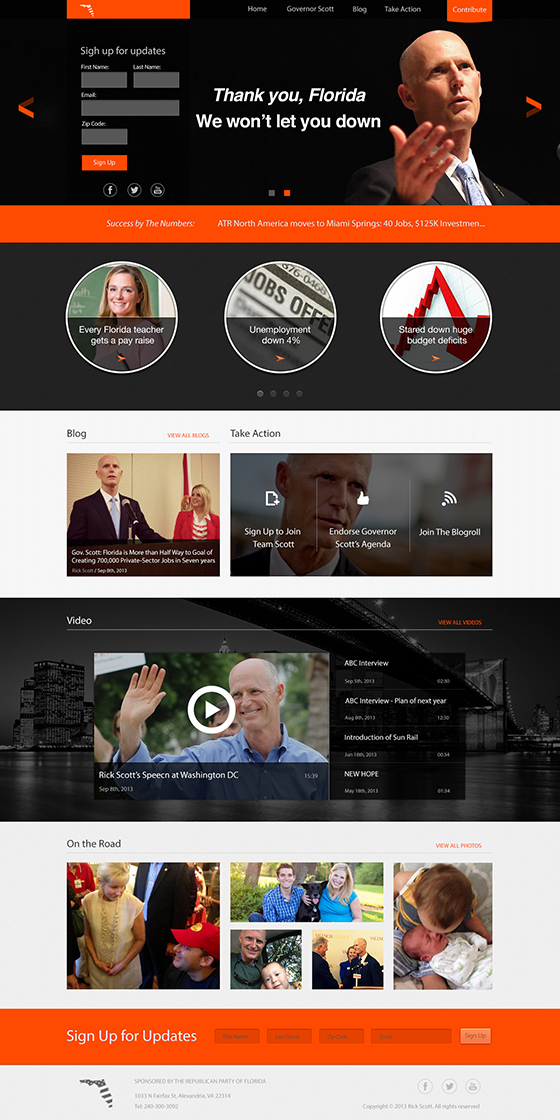 Home
Governor Scott
Blog
Take Action
Contribute
Sigh up for updates
First Name:
Last Name:
Email:
Zip Code:
Sign Up
Thank you, Florida
We won't let you down
Success by The Numbers:
ATR North America moves to Miami Springs: 40 Jobs, $125K Investmen...
JOBS OFFERED
Every Florida teacher
gets a pay raise
Unemployment
down 4%
Stared down huge
budget deficits
Blog
VIEW ALL BLOGS
Take Action
Gov. Scott: Florida is More than Half Way to Goal of
Creating 700,000 Private-Sector Jobs in Seven years
Rick Scott / Sep 8th, 2013
Sign Up to Join
Team Scott
Endorse Governor
Scott's Agenda
Join The Blogroll
Video
VIEW ALL VIDEOS
Rick Scott's Speecn at Washington DC
15:39
Sep 8th, 2013
ABC Interview
Sep 5th, 2013
02:30
ABC Interview - Plan of next year
Aug 8th, 2013
12:30
Introduction of Sun Rail
Jun 18th, 2013
00:34
NEW HOPE
May 18th, 2013
01:34
On the Road
VIEW ALL PHOTOS
Sign Up for Updates
First Name
Last Name
Zip Code
Email
Sign Up
SPONSORED BY THE REPUBLICAN PARTY OF FLORIDA
1033 N Fairfax St, Alexandria, VA 22314
Tel: 240-300-3092
Copyright © 2013 Rick Scott. All rights reserved